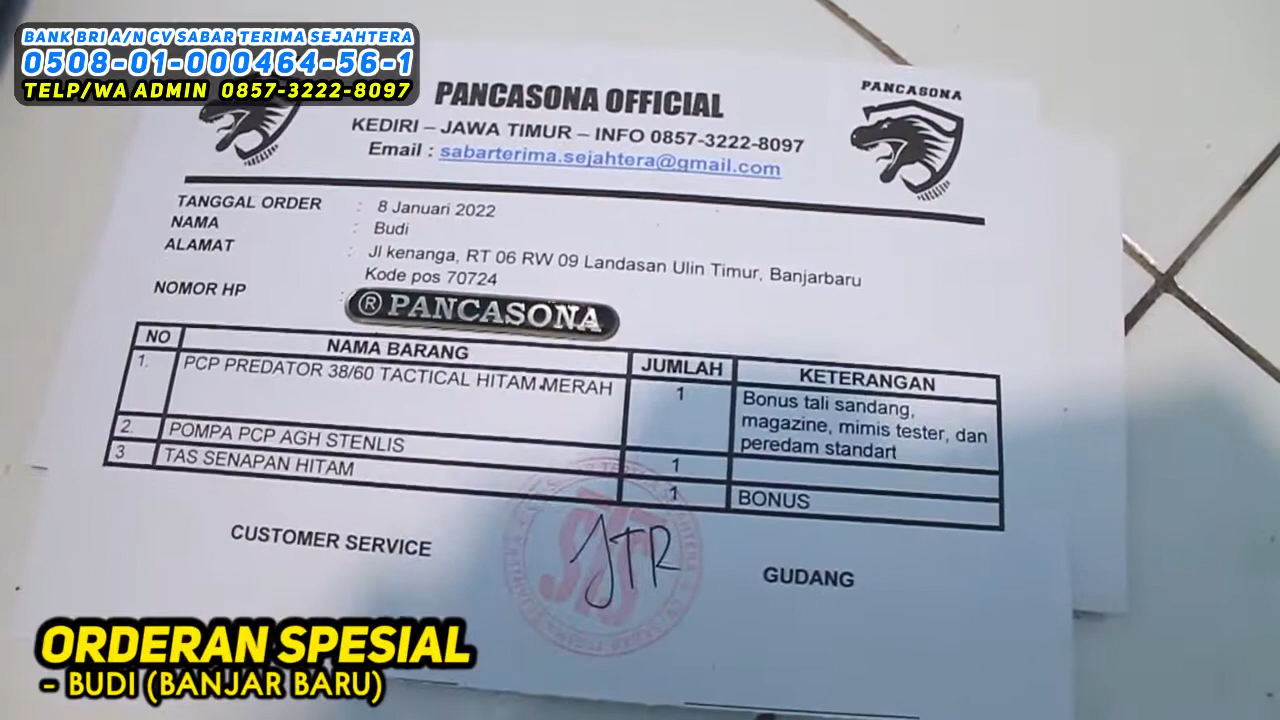 BANK BRI A/N CV SABAR TERIMA SEJAHTERA
0508-01-000464-56-1
TELP/WA ADMIN 0857-3222-8097
PANCASONA OFFICIAL
KEDIRI – JAWA TIMUR – INFO 0857-3222-8097
Email : sabarterima.sejahtera@gmail.com
PANCASONA
PANCASONA
PANCASONA
TANGGAL ORDER : 8 Januari 2022
NAMA : Budi
ALAMAT : Jl kenanga, RT 06 RW 09 Landasan Ulin Timur, Banjarbaru
Kode pos 70724
NOMOR HP :
® PANCASONA
NO NAMA BARANG JUMLAH KETERANGAN
1. PCP PREDATOR 38/60 TACTICAL HITAM MERAH 1 Bonus tali sandang,
magazine, mimis tester, dan
peredam standart
2. POMPA PCP AGH STENLIS 1
3 TAS SENAPAN HITAM 1 BONUS
CUSTOMER SERVICE
GUDANG
ORDERAN SPESIAL
- BUDI (BANJAR BARU)